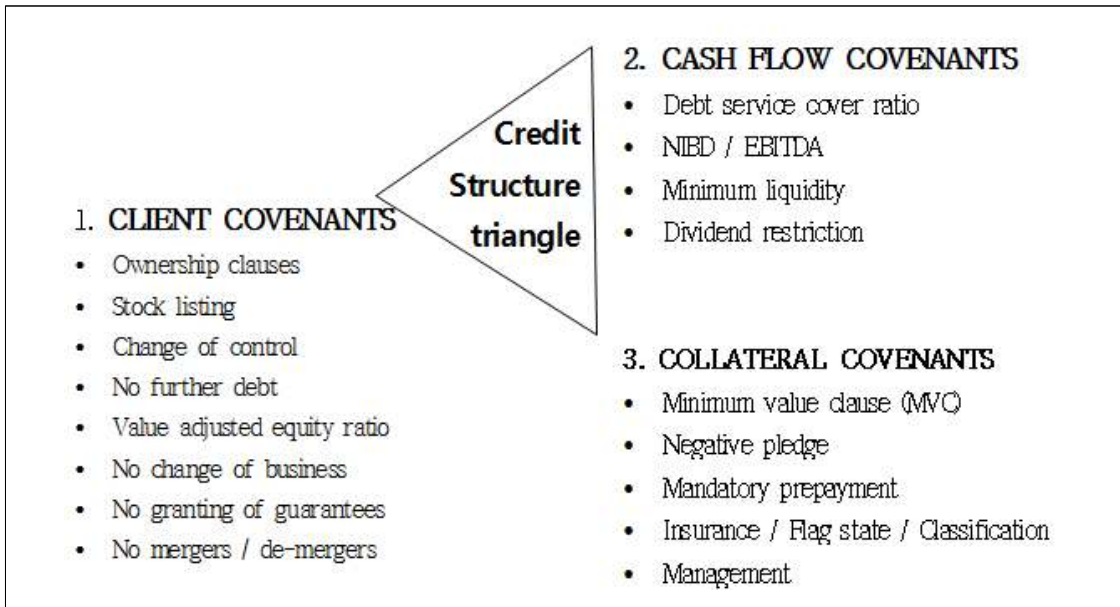 Credit
Structure
triangle
1. CLIENT COVENANTS
• Ownership clauses
• Stock listing
• Change of control
• No further debt
• Value adjusted equity ratio
• No change of business
• No granting of guarantees
• No mergers / de-mergers
2. CASH FLOW COVENANTS
• Debt service cover ratio
• NIBD / EBITDA
• Minimum liquidity
• Dividend restriction
3. COLLATERAL COVENANTS
• Minimum value clause (MVC)
• Negative pledge
• Mandatory prepayment
• Insurance / Flag state / Classification
• Management